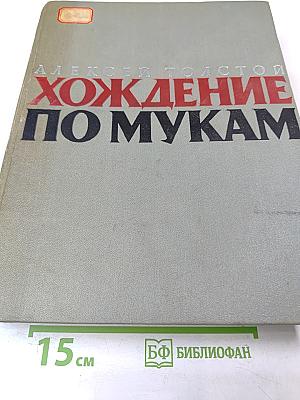 АЛЕКСЕЙ ТОЛСТОЙ
ХОЖДЕНИЕ
ПО МУКАМ
15 см
БФ БИБЛИОФАН